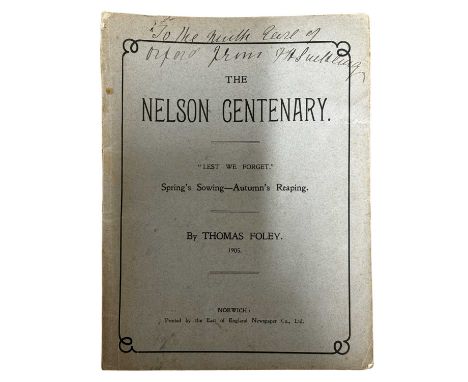 To the Ninth Earl of
Orford from
THE
NELSON CENTENARY.
"LEST WE FORGET."
Spring's Sowing—Autumn's Reaping.
By THOMAS FOLEY.
1905.
NORWICH:
Printed by the East of England Newspaper Co., Ltd.